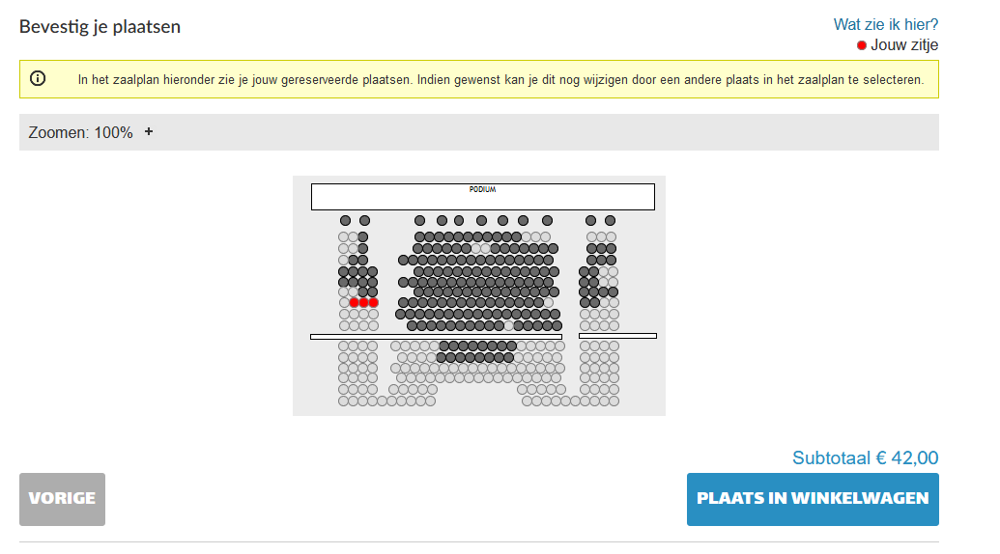 Bevestig je plaatsen
Wat zie ik hier?
Jouw zitje
In het zaalplan hieronder zie je jouw gereserveerde plaatsen. Indien gewenst kan je dit nog wijzigen door een andere plaats in het zaalplan te selecteren.
Zoomen: 100% +
PODIUM
Subtotaal € 42,00
VORIGE
PLAATS IN WINKELWAGEN